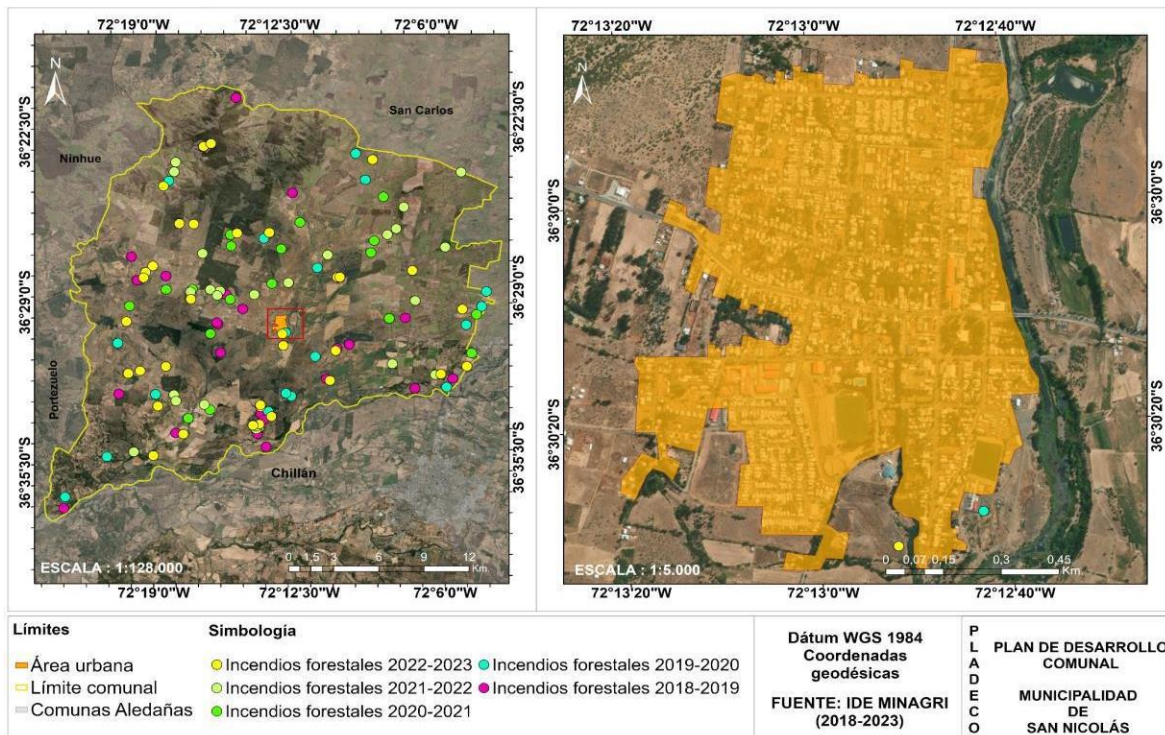 72°19'0"W 72°12'30"W 72°6'0"W
N
San Carlos
Ninhue
Portezuelo
Chillán
36°22'30"S
36°29'0"S
36°35'30"S
36°22'30"S
36°29'0"S
36°35'30"S
0 1,5 3 6 9 12
Km.
ESCALA : 1:128.000
72°19'0"W 72°12'30"W 72°6'0"W
72°13'20"W 72°13'0"W 72°12'40"W
N
36°30'0"S
36°30'20"S
36°30'0"S
36°30'20"S
0 0,07 0,15 0,3 0,45
Km.
ESCALA : 1:5.000
72°13'20"W 72°13'0"W 72°12'40"W
Límites
Área urbana
Límite comunal
Comunas Aledañas
Simbología
Incendios forestales 2022-2023
Incendios forestales 2021-2022
Incendios forestales 2020-2021
Incendios forestales 2019-2020
Incendios forestales 2018-2019
Dátum WGS 1984
Coordenadas
geodésicas
FUENTE: IDE MINAGRI
(2018-2023)
P
L
A
D
E
C
O
PLAN DE DESARROLLO
COMUNAL
MUNICIPALIDAD
DE
SAN NICOLÁS